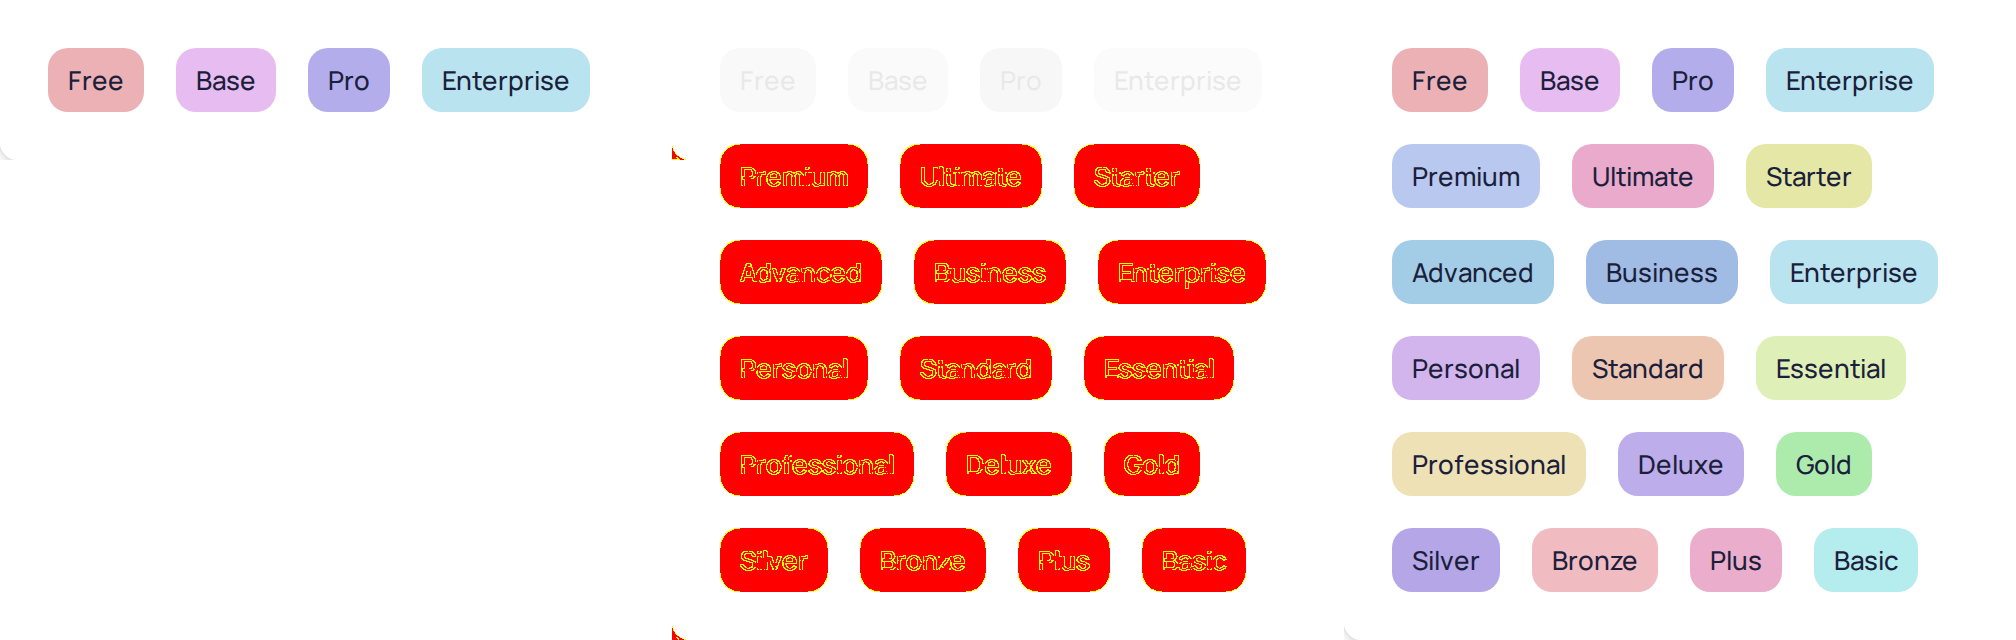 Free Base Pro Enterprise
Free Base Pro Enterprise
Premium Ultimate Starter
Advanced Business Enterprise
Personal Standard Essential
Professional Deluxe Gold
Silver Bronze Plus Basic
Free Base Pro Enterprise
Premium Ultimate Starter
Advanced Business Enterprise
Personal Standard Essential
Professional Deluxe Gold
Silver Bronze Plus Basic